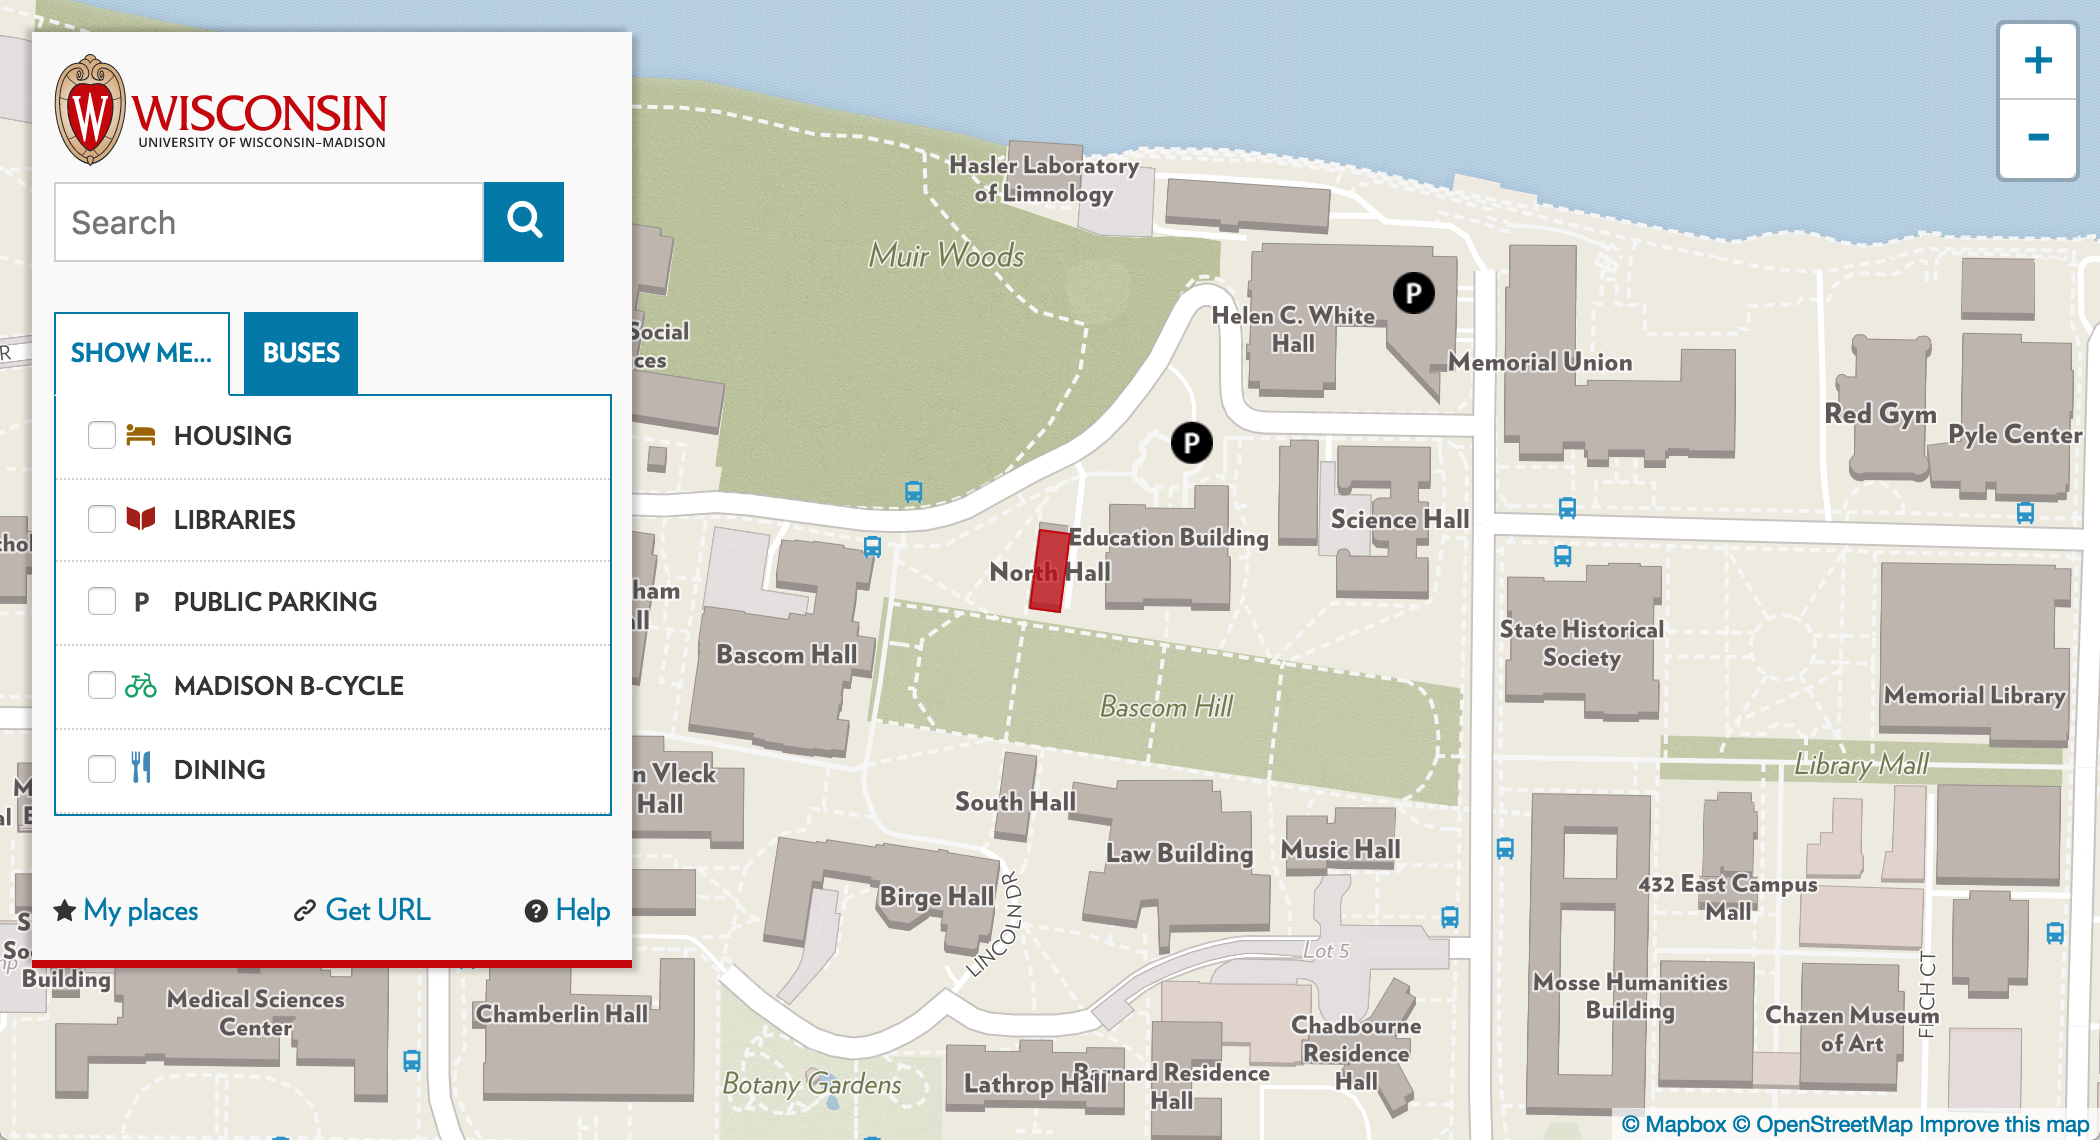 W
WISCONSIN
UNIVERSITY OF WISCONSIN–MADISON
Search
SHOW ME...
BUSES
HOUSING
LIBRARIES
P
PUBLIC PARKING
MADISON B-CYCLE
DINING
My places
Get URL
? Help
+
-
Hasler Laboratory
of Limnology
Muir Woods
P
Helen C. White
Hall
Memorial Union
Red Gym
Pyle Center
Social
P
Science Hall
Education Building
North Hall
Bascom Hall
State Historical
Society
Memorial Library
Bascom Hill
Library Mall
n Vleck
Hall
South Hall
Law Building
Music Hall
Birge Hall
LINCOLN DR
432 East Campus
Mall
Lot 5
Building
Medical Sciences
Center
Chamberlin Hall
Mosse Humanities
Building
Chazen Museum
of Art
Chadbourne
Residence
Hall
Botany Gardens
Lathrop Hall
Barnard Residence
Hall
© Mapbox © OpenStreetMap Improve this map